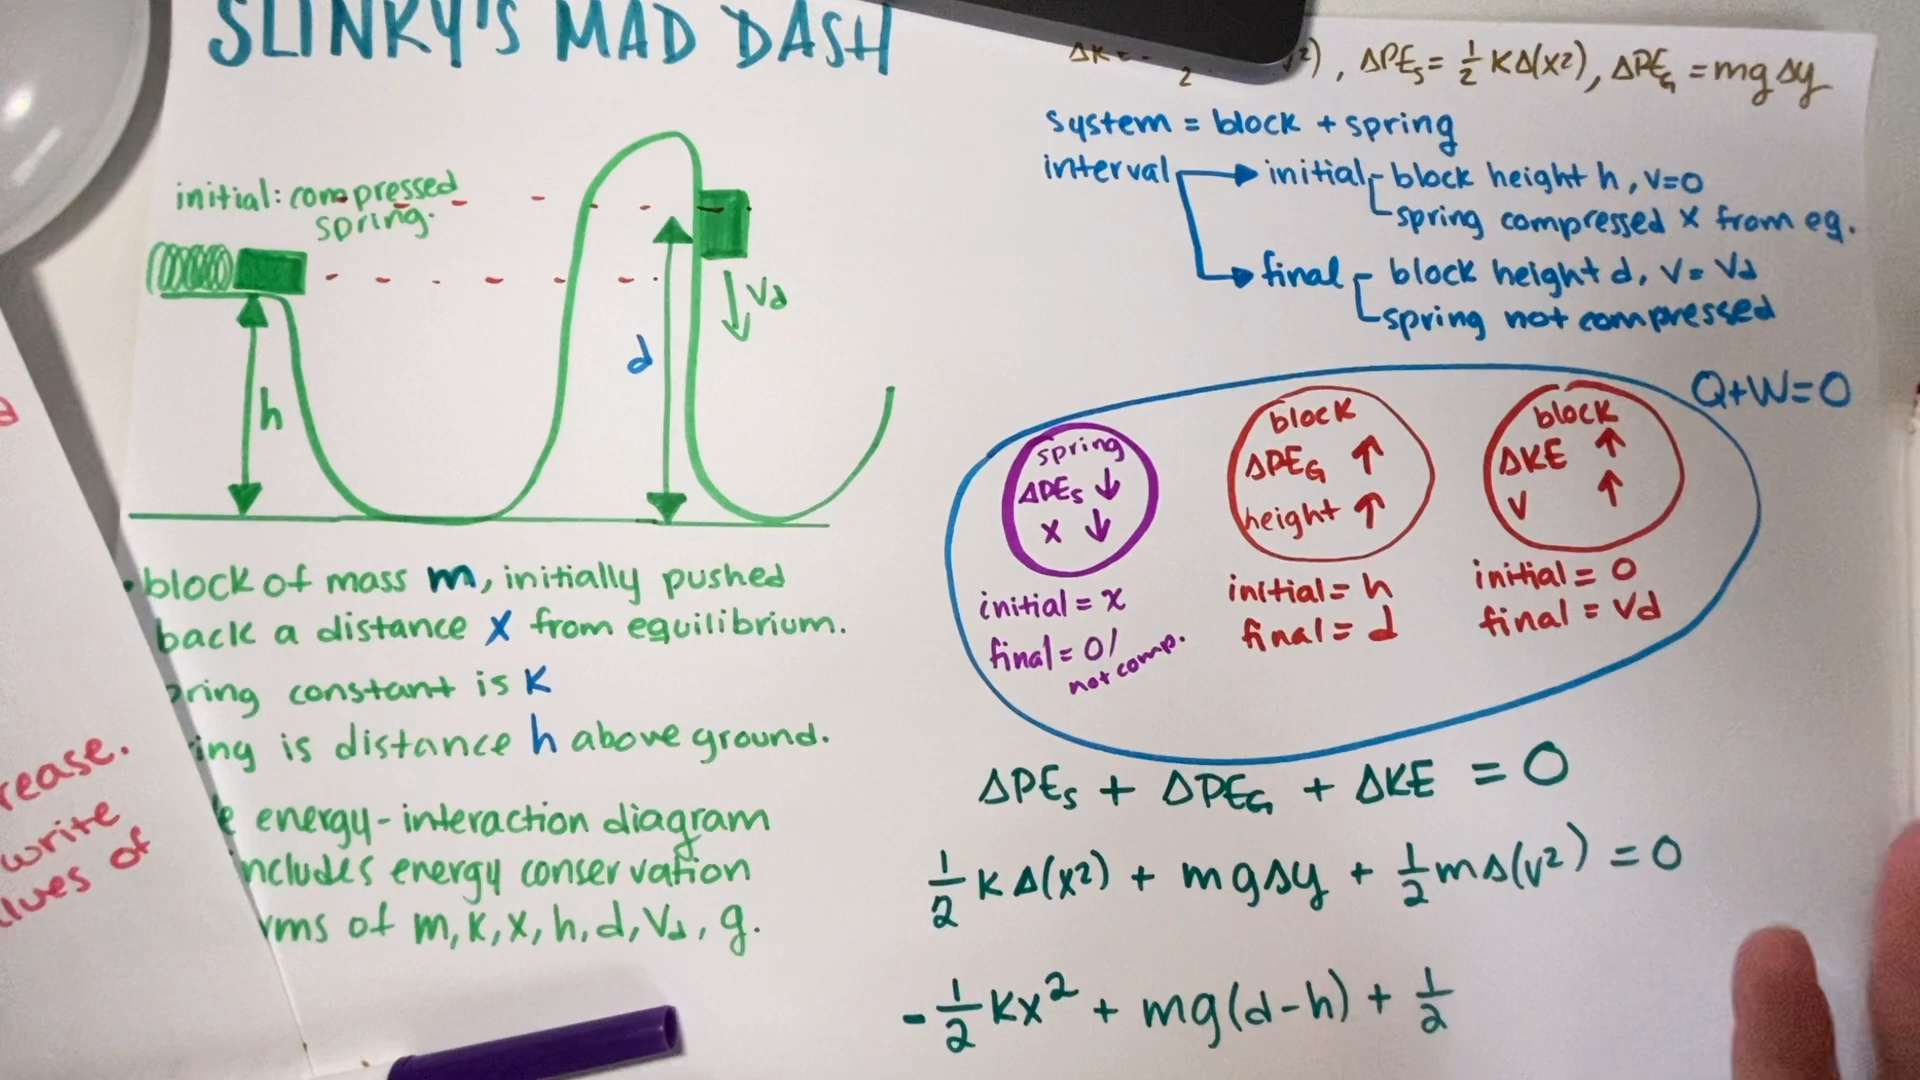 SLINKY'S MAD DASH
initial: compressed
spring.
h
d
Vd
• block of mass m, initially pushed
back a distance x from equilibrium.
spring constant is K
is distance h above ground.
energy-interaction diagram
includes energy conservation
of m, K, x, h, d, Vd, g.
rease.
write
of
, ΔPEs = 1/2 KΔ(x²), ΔPEG = mgΔy
system = block + spring
interval → initial - block height h, V=0
- spring compressed x from eq.
→ final - block height d, V= Vd
- spring not compressed
Q+W=0
spring
ΔPEs ↓
x ↓
initial = x
final = 0/
not comp.
block
ΔPEG ↑
height ↑
initial = h
final = d
block
ΔKE ↑
V ↑
initial = 0
final = Vd
ΔPEs + ΔPEG + ΔKE = 0
1/2 KΔ(x²) + mgΔy + 1/2 mΔ(v²) = 0
- 1/2 Kx² + mg(d-h) + 1/2